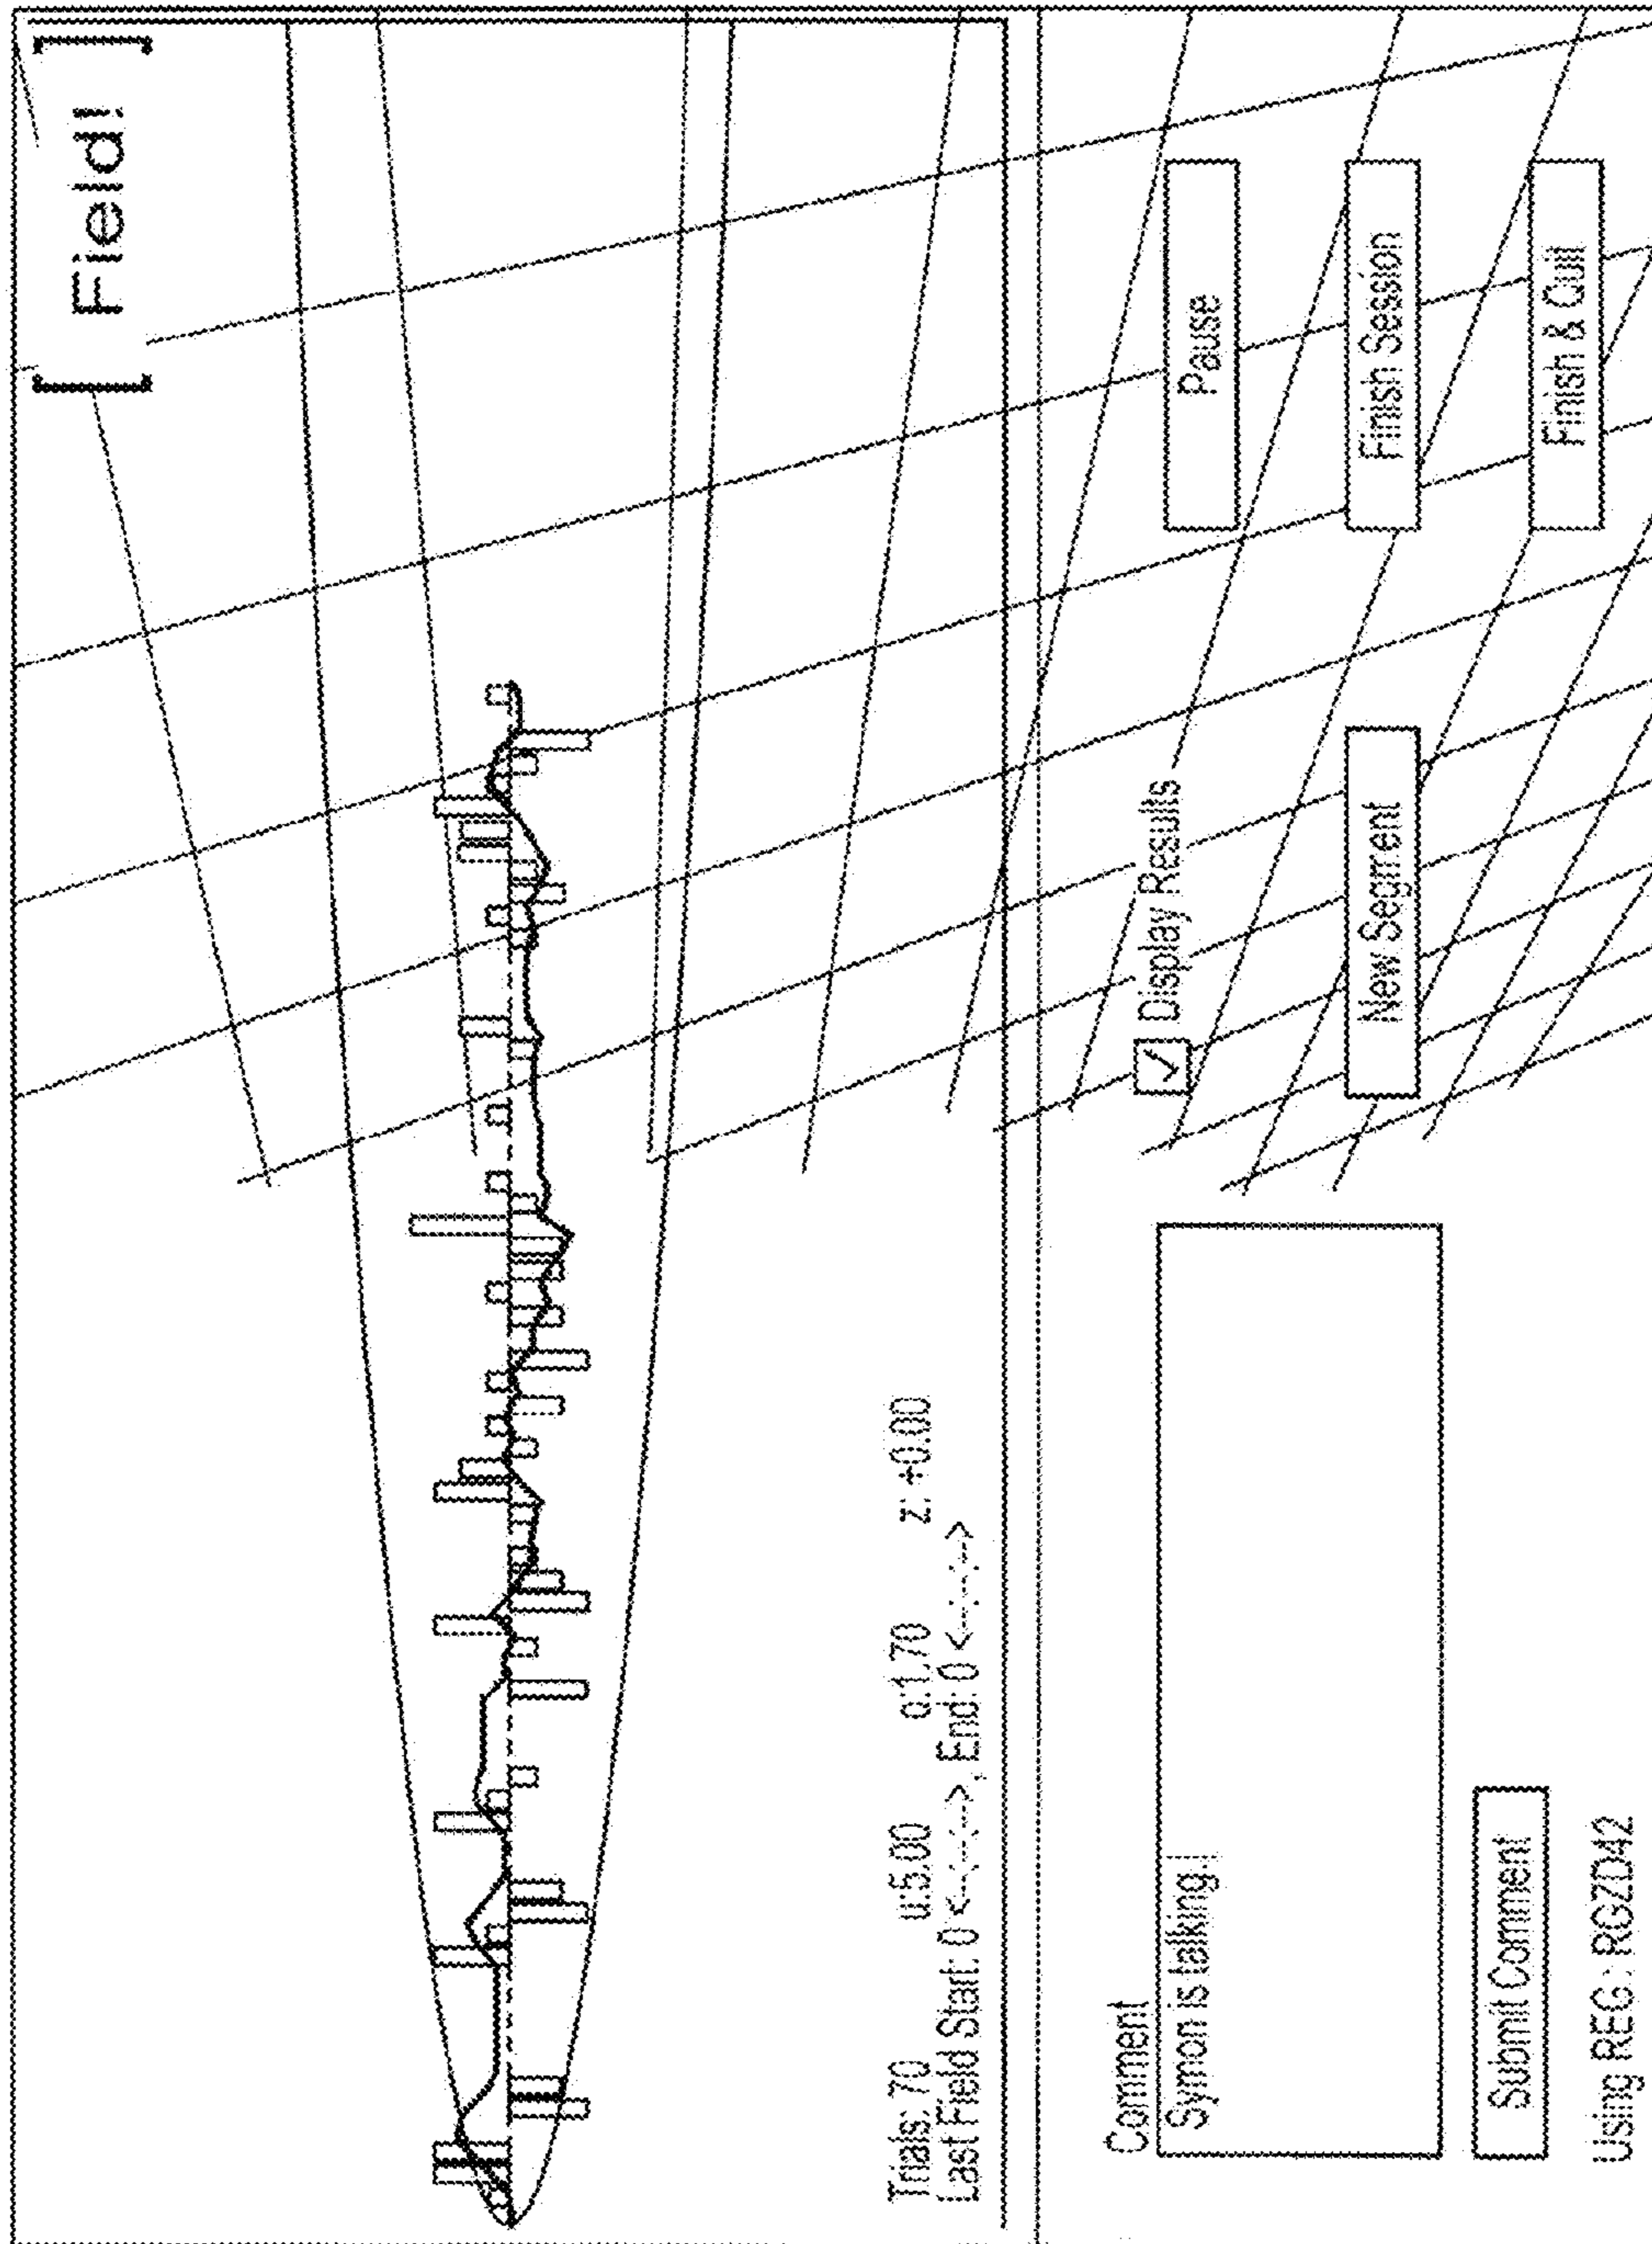 [ Field! ]
Trials: 70 u:5.00 σ:1.70 z: +0.00
Last Field Start: 0 <--:--:-->, End: 0 <--:--:-->
Comment
Symon is talking.
Submit Comment
Using REG: RGZD42
✓ Display Results
New Segment
Pause
Finish Session
Finish & Quit